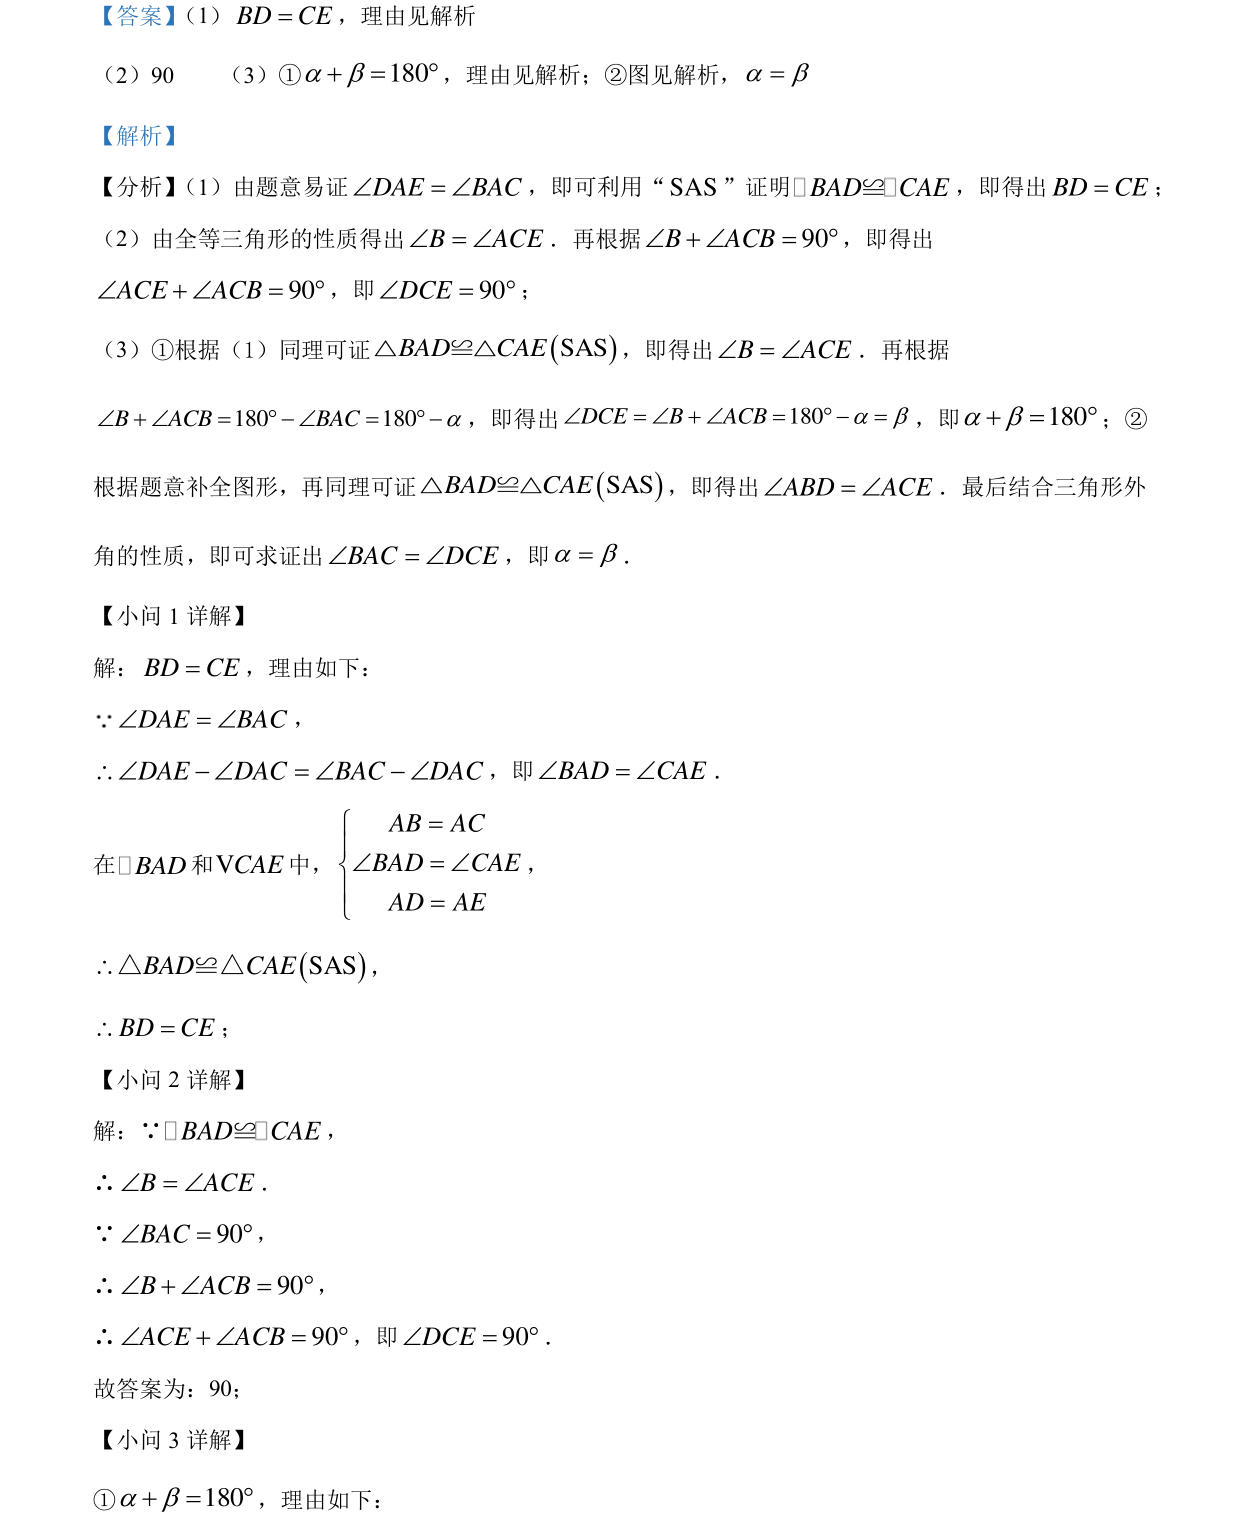 【答案】（1）BD = CE，理由见解析
（2）90 （3）①α + β = 180°，理由见解析；②图见解析，α = β
【解析】
【分析】（1）由题意易证∠DAE = ∠BAC，即可利用“SAS”证明□BAD≌□CAE，即得出BD = CE；
（2）由全等三角形的性质得出∠B = ∠ACE．再根据∠B + ∠ACB = 90°，即得出
∠ACE + ∠ACB = 90°，即∠DCE = 90°；
（3）①根据（1）同理可证△BAD≌△CAE(SAS)，即得出∠B = ∠ACE．再根据
∠B + ∠ACB = 180° − ∠BAC = 180° − α，即得出∠DCE = ∠B + ∠ACB = 180° − α = β，即α + β = 180°；②
根据题意补全图形，再同理可证△BAD≌△CAE(SAS)，即得出∠ABD = ∠ACE．最后结合三角形外
角的性质，即可求证出∠BAC = ∠DCE，即α = β．
【小问 1 详解】
解：BD = CE，理由如下：
∵∠DAE = ∠BAC，
∴∠DAE − ∠DAC = ∠BAC − ∠DAC，即∠BAD = ∠CAE．
AB = AC
在□BAD和VCAE中，{∠BAD = ∠CAE，
AD = AE
∴△BAD≌△CAE(SAS)，
∴BD = CE；
【小问 2 详解】
解：∵□BAD≌□CAE，
∴∠B = ∠ACE．
∵∠BAC = 90°，
∴∠B + ∠ACB = 90°，
∴∠ACE + ∠ACB = 90°，即∠DCE = 90°．
故答案为：90；
【小问 3 详解】
①α + β = 180°，理由如下：